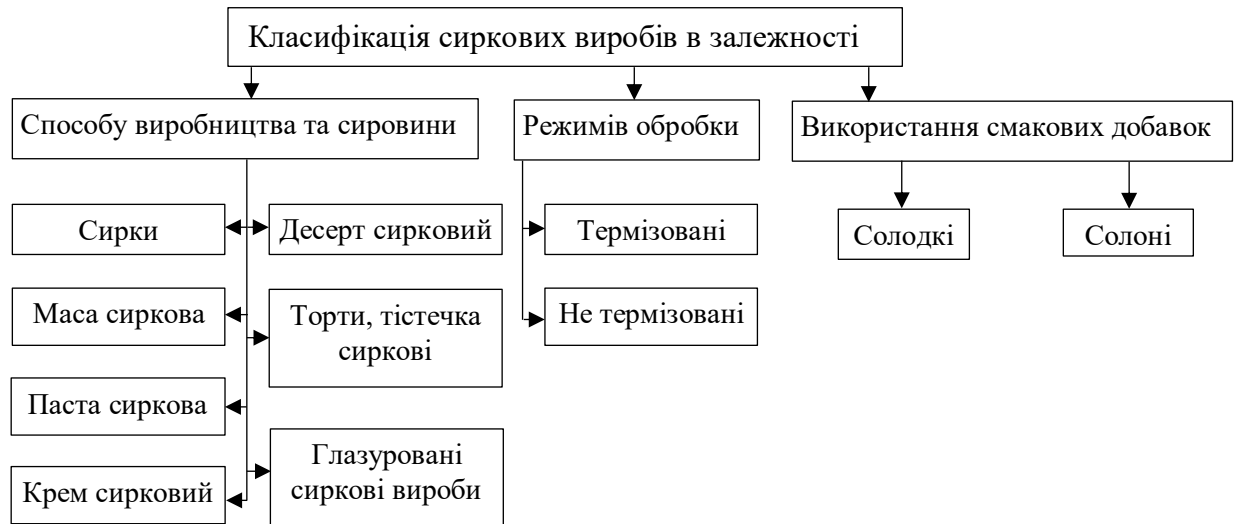 Класифікація сиркових виробів в залежності
Способу виробництва та сировини
Режимів обробки
Використання смакових добавок
Сирки
Десерт сирковий
Термізовані
Солодкі
Солоні
Маса сиркова
Торти, тістечка
сиркові
Не термізовані
Паста сиркова
Крем сирковий
Глазуровані
сиркові вироби